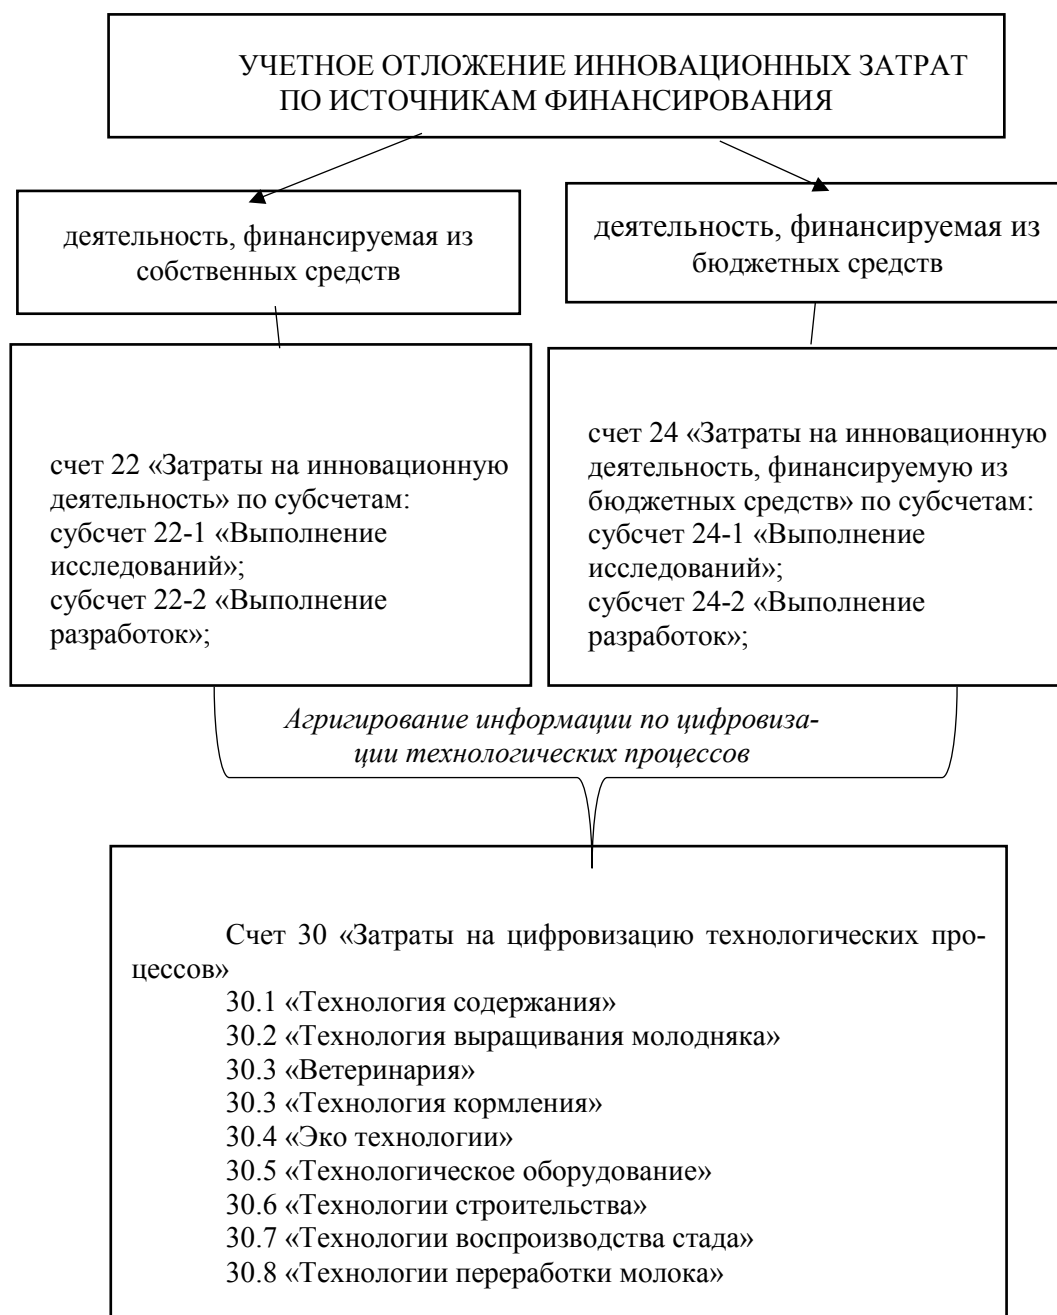 УЧЕТНОЕ ОТЛОЖЕНИЕ ИННОВАЦИОННЫХ ЗАТРАТ
ПО ИСТОЧНИКАМ ФИНАНСИРОВАНИЯ
деятельность, финансируемая из
собственных средств
деятельность, финансируемая из
бюджетных средств
счет 22 «Затраты на инновационную
деятельность» по субсчетам:
субсчет 22-1 «Выполнение
исследований»;
субсчет 22-2 «Выполнение
разработок»;
счет 24 «Затраты на инновационную
деятельность, финансируемую из
бюджетных средств» по субсчетам:
субсчет 24-1 «Выполнение
исследований»;
субсчет 24-2 «Выполнение
разработок»;
Агригирование информации по цифровиза-
ции технологических процессов
Счет 30 «Затраты на цифровизацию технологических про-
цессов»
30.1 «Технология содержания»
30.2 «Технология выращивания молодняка»
30.3 «Ветеринария»
30.3 «Технология кормления»
30.4 «Эко технологии»
30.5 «Технологическое оборудование»
30.6 «Технологии строительства»
30.7 «Технологии воспроизводства стада»
30.8 «Технологии переработки молока»